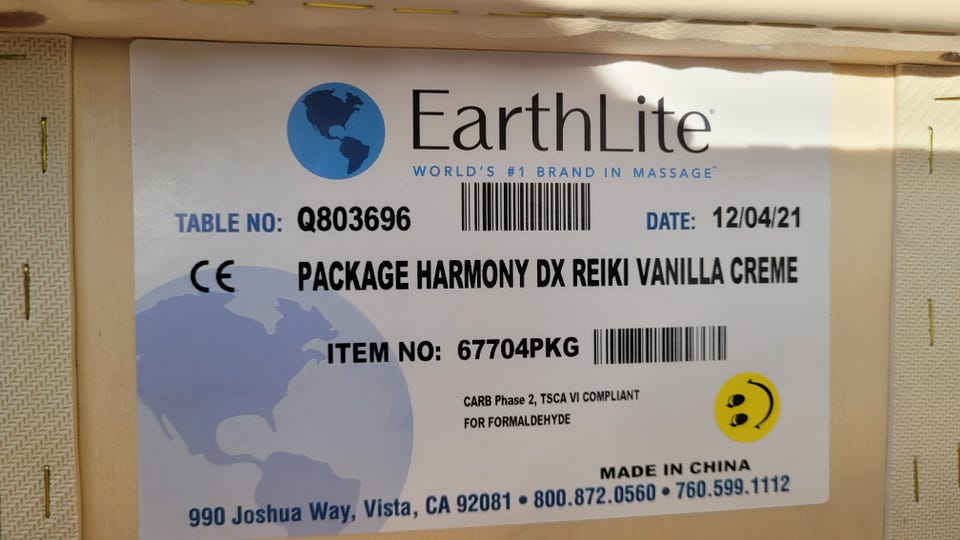 EarthLite®
WORLD'S #1 BRAND IN MASSAGE™
TABLE NO: Q803696
DATE: 12/04/21
CE PACKAGE HARMONY DX REIKI VANILLA CREME
ITEM NO: 67704PKG
CARB Phase 2, TSCA VI COMPLIANT
FOR FORMALDEHYDE
MADE IN CHINA
990 Joshua Way, Vista, CA 92081 • 800.872.0560 • 760.599.1112